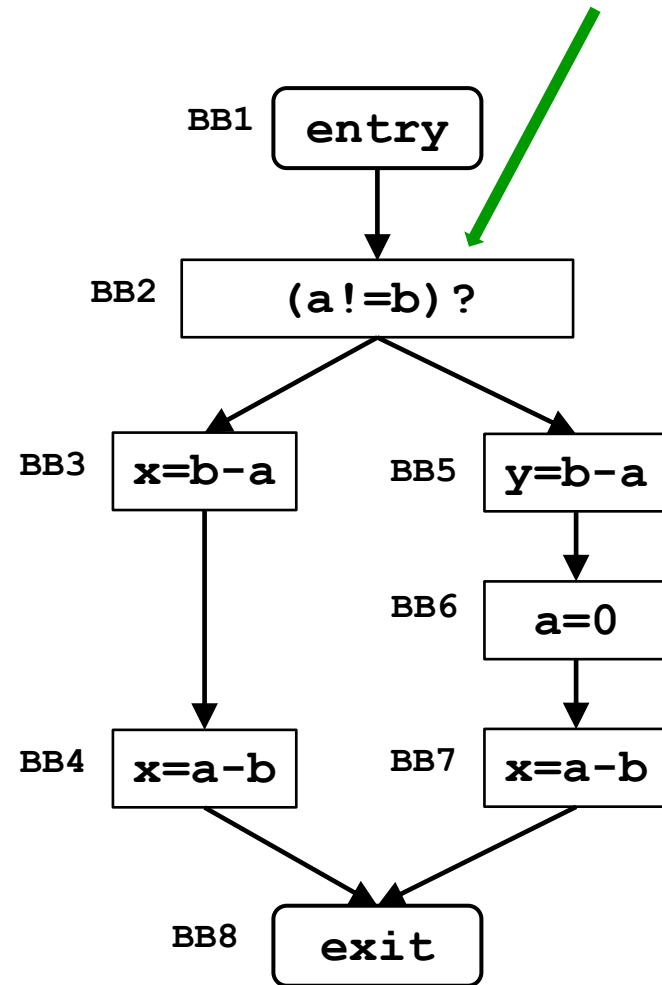 BB1 entry
BB2 (a!=b)?
BB3 x=b-a BB5 y=b-a
BB6 a=0
BB4 x=a-b BB7 x=a-b
BB8 exit